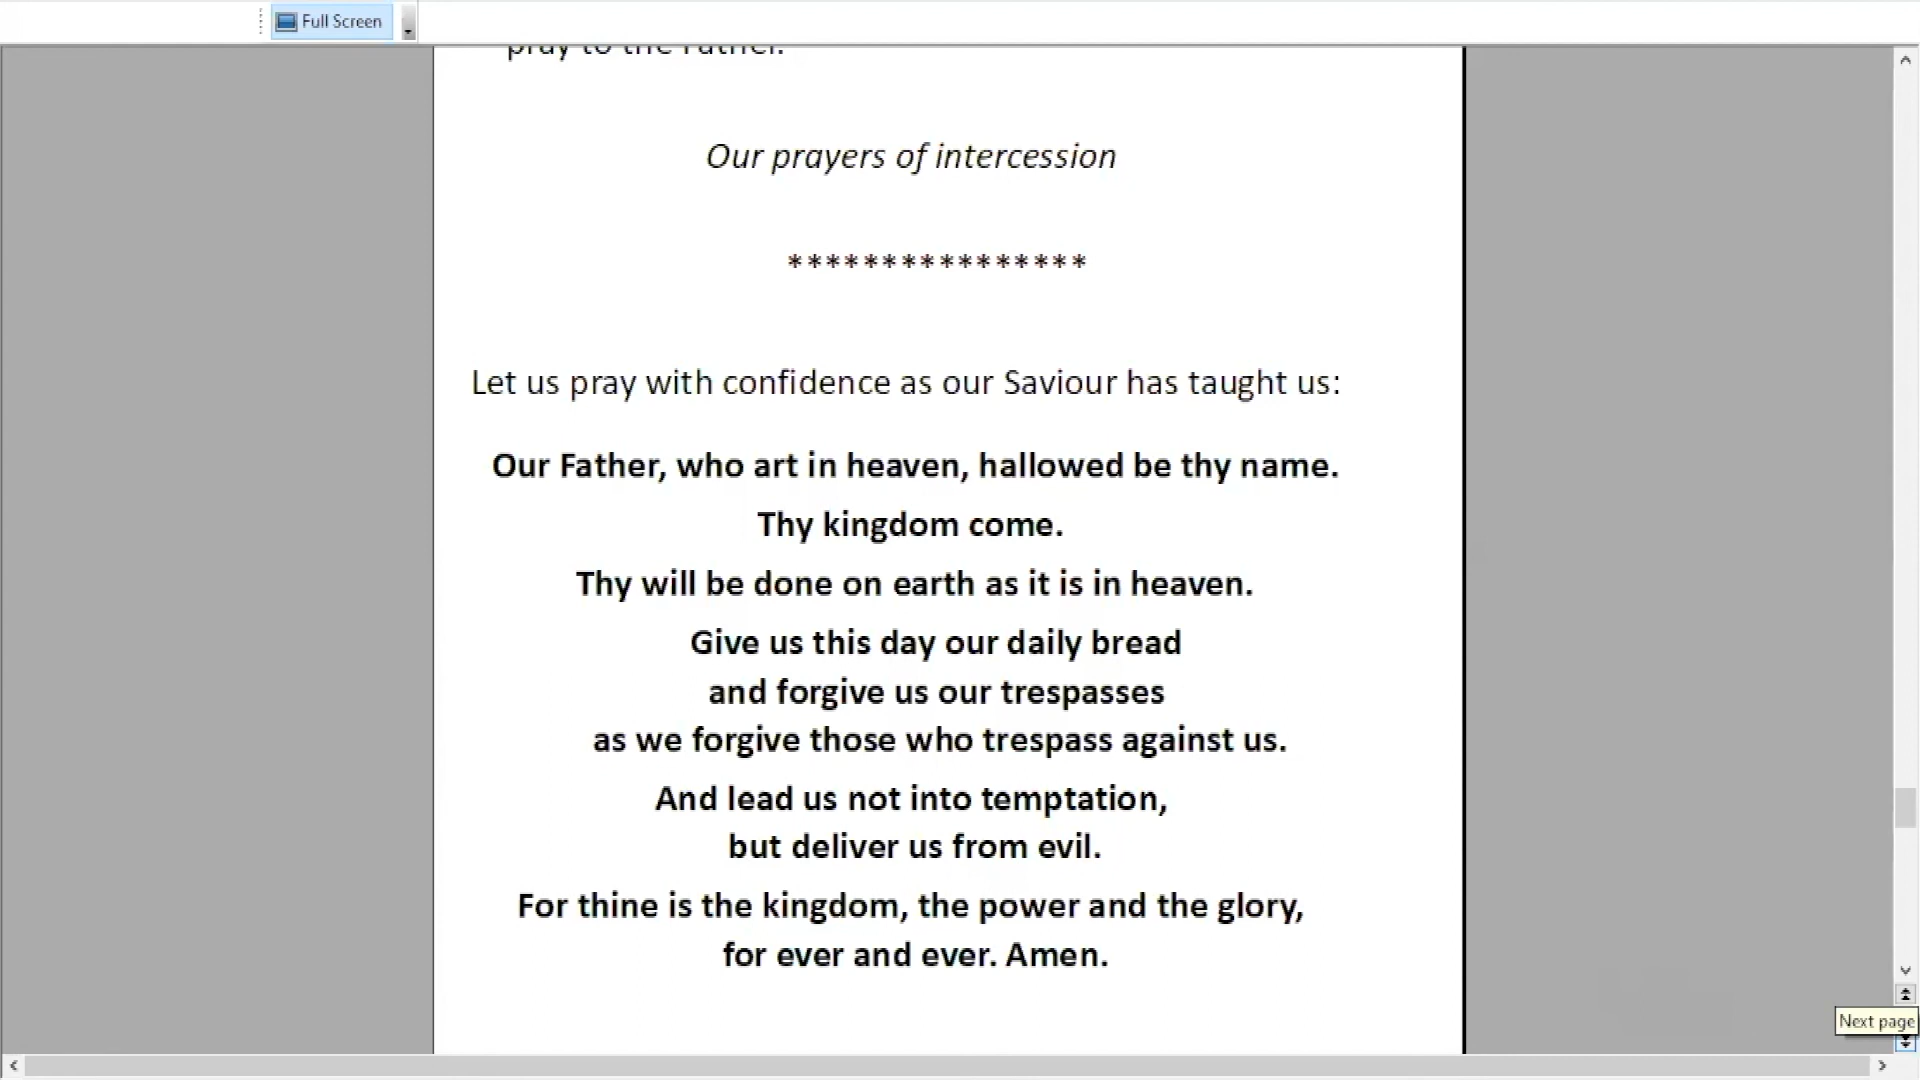 Full Screen
pray to the Father.
Our prayers of intercession
****************
Let us pray with confidence as our Saviour has taught us:
Our Father, who art in heaven, hallowed be thy name.
Thy kingdom come.
Thy will be done on earth as it is in heaven.
Give us this day our daily bread
and forgive us our trespasses
as we forgive those who trespass against us.
And lead us not into temptation,
but deliver us from evil.
For thine is the kingdom, the power and the glory,
for ever and ever. Amen.
Next page